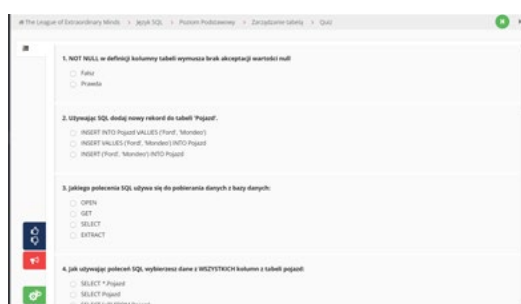 The League of Extraordinary Minds > Język SQL > Poziom Podstawowy > Zarządzanie tabelą > Quiz
1. NOT NULL w definicji kolumny tabeli wymusza brak akceptacji wartości null
Fałsz
Prawda
2. Używając SQL dodaj nowy rekord do tabeli 'Pojazd'.
INSERT INTO Pojazd VALUES ('Ford', 'Mondeo')
INSERT VALUES ('Ford', 'Mondeo') INTO Pojazd
INSERT ('Ford', 'Mondeo') INTO Pojazd
3. Jakiego polecenia SQL używa się do pobierania danych z bazy danych:
OPEN
GET
SELECT
EXTRACT
4. Jak używając poleceń SQL wybierzesz dane z WSZYSTKICH kolumn z tabeli pojazd:
SELECT *.Pojazd
SELECT Pojazd